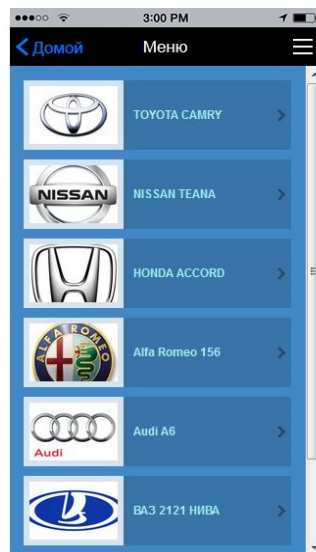 3:00 PM
Домой
Меню
TOYOTA CAMRY
NISSAN
NISSAN TEANA
HONDA ACCORD
ALFA ROMEO
Alfa Romeo 156
Audi
Audi A6
ВАЗ 2121 НИВА